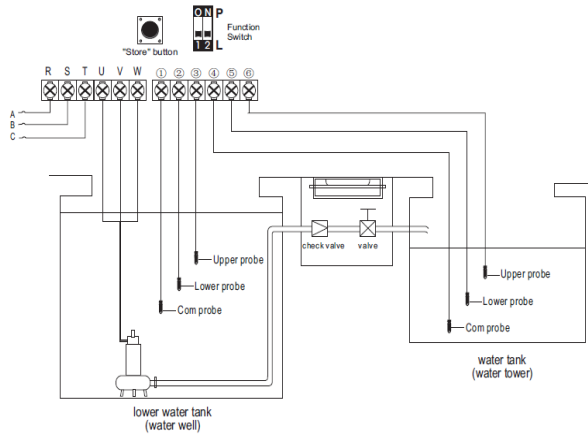 ON P
Function
Switch
1 2 L
"Store" button
R S T U V W ① ② ③ ④ ⑤ ⑥
A
B
C
check valve
valve
Upper probe
Lower probe
Com probe
Upper probe
Lower probe
Com probe
water tank
(water tower)
lower water tank
(water well)